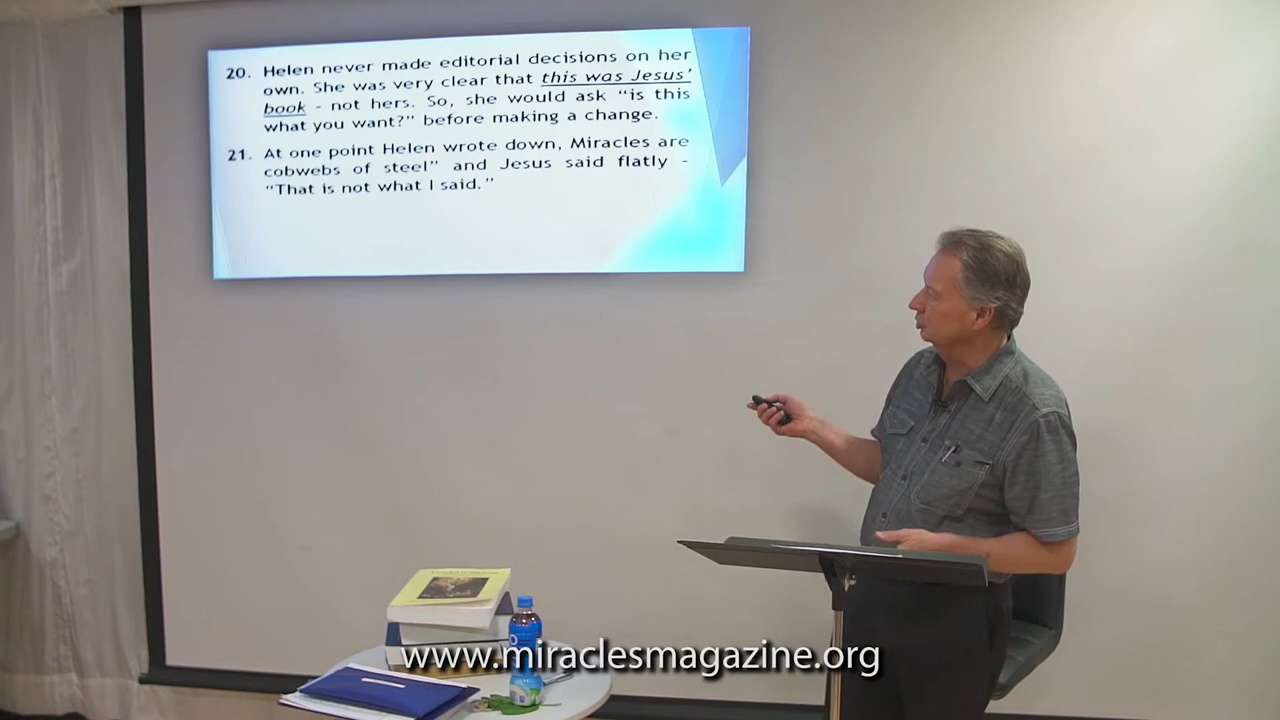 20. Helen never made editorial decisions on her
own. She was very clear that this was Jesus'
book - not hers. So, she would ask “is this
what you want?” before making a change.
21. At one point Helen wrote down, Miracles are
cobwebs of steel” and Jesus said flatly -
“That is not what I said.”
www.miraclesmagazine.org